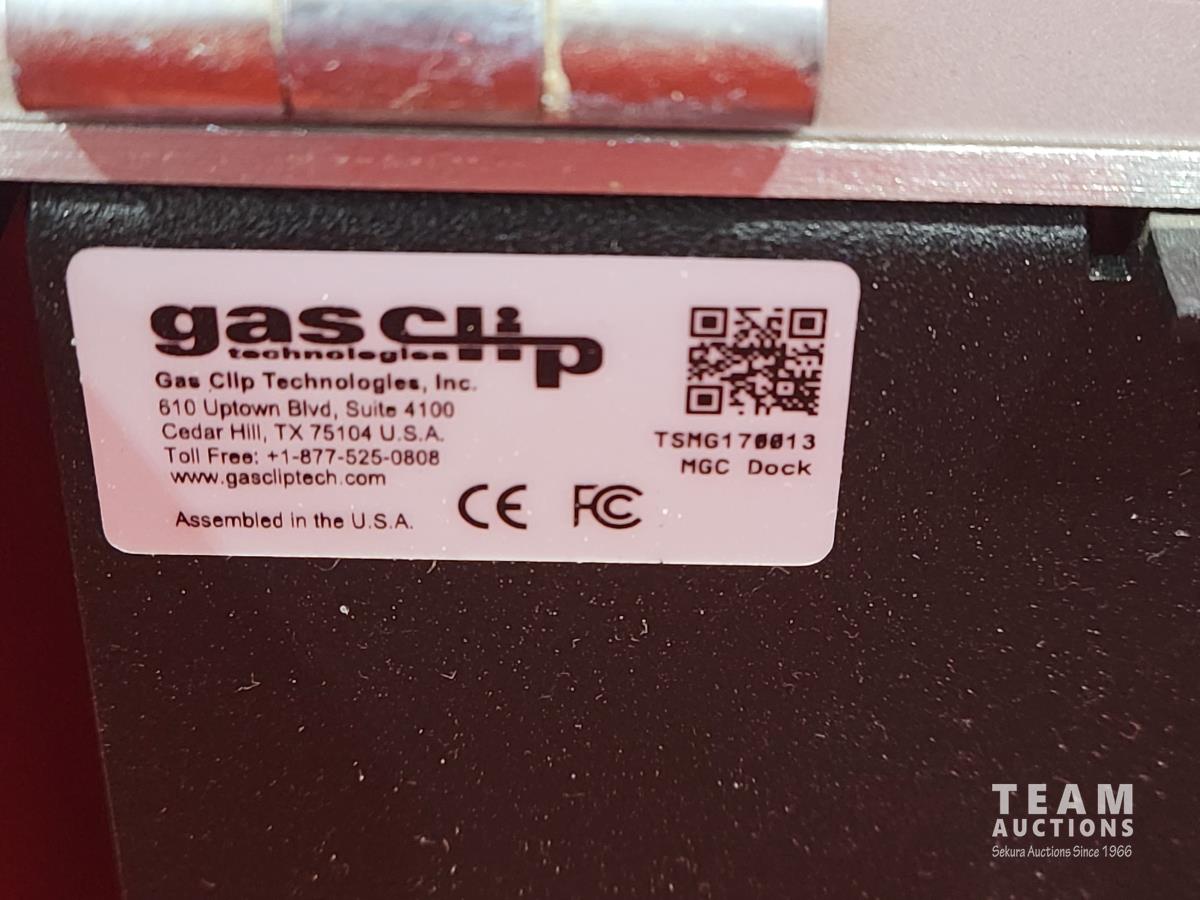 gas clip
technologies
Gas Clip Technologies, Inc.
610 Uptown Blvd, Suite 4100
Cedar Hill, TX 75104 U.S.A.
Toll Free: +1-877-525-0808
www.gascliptech.com
Assembled in the U.S.A.
CE FC
TSMG170013
MGC Dock
TEAM
AUCTIONS
Sekura Auctions Since 1966